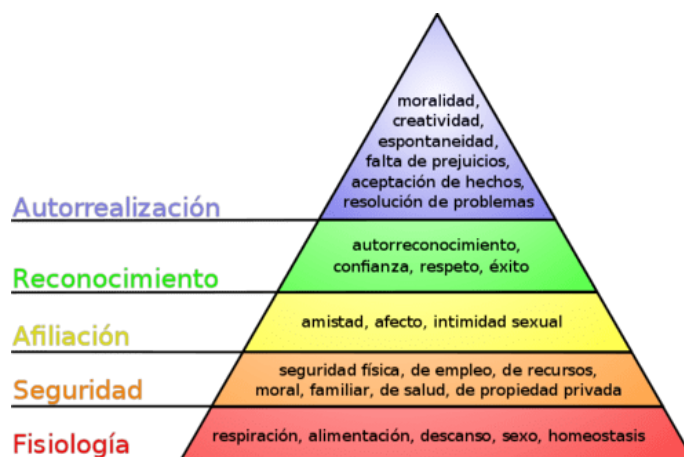 moralidad,
creatividad,
espontaneidad,
falta de prejuicios,
aceptación de hechos,
resolución de problemas
Autorrealización
autorreconocimiento,
confianza, respeto, éxito
Reconocimiento
amistad, afecto, intimidad sexual
Afiliación
seguridad física, de empleo, de recursos,
moral, familiar, de salud, de propiedad privada
Seguridad
respiración, alimentación, descanso, sexo, homeostasis
Fisiología